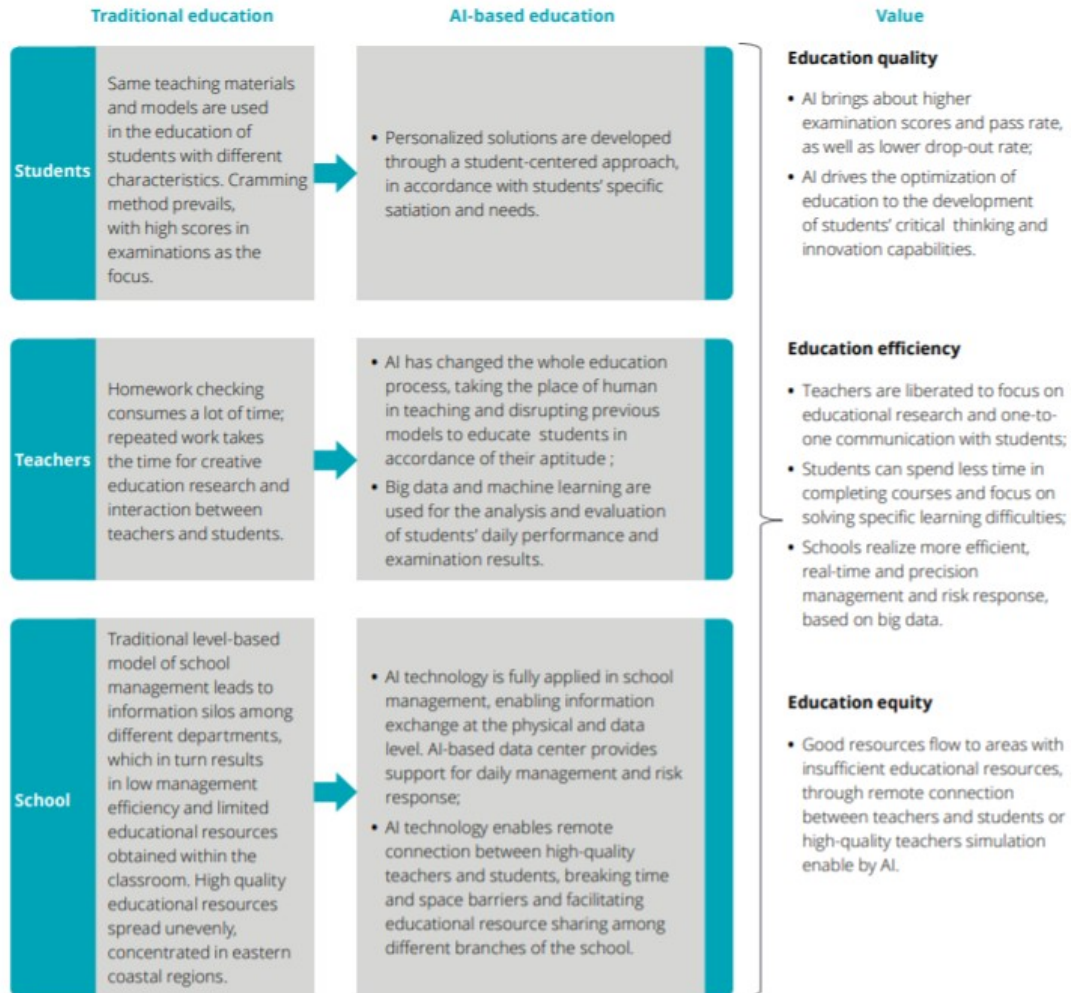 Traditional education
AI-based education
Value
Students
Same teaching materials
and models are used
in the education of
students with different
characteristics. Cramming
method prevails,
with high scores in
examinations as the
focus.
• Personalized solutions are developed
through a student-centered approach,
in accordance with students' specific
satiation and needs.
Teachers
Homework checking
consumes a lot of time;
repeated work takes
the time for creative
education research and
interaction between
teachers and students.
• AI has changed the whole education
process, taking the place of human
in teaching and disrupting previous
models to educate students in
accordance of their aptitude ;
• Big data and machine learning are
used for the analysis and evaluation
of students' daily performance and
examination results.
School
Traditional level-based
model of school
management leads to
information silos among
different departments,
which in turn results
in low management
efficiency and limited
educational resources
obtained within the
classroom. High quality
educational resources
spread unevenly,
concentrated in eastern
coastal regions.
• AI technology is fully applied in school
management, enabling information
exchange at the physical and data
level. AI-based data center provides
support for daily management and risk
response;
• AI technology enables remote
connection between high-quality
teachers and students, breaking time
and space barriers and facilitating
educational resource sharing among
different branches of the school.
Education quality
• AI brings about higher
examination scores and pass rate,
as well as lower drop-out rate;
• AI drives the optimization of
education to the development
of students' critical thinking and
innovation capabilities.
Education efficiency
• Teachers are liberated to focus on
educational research and one-to-
one communication with students;
• Students can spend less time in
completing courses and focus on
solving specific learning difficulties;
• Schools realize more efficient,
real-time and precision
management and risk response,
based on big data.
Education equity
• Good resources flow to areas with
insufficient educational resources,
through remote connection
between teachers and students or
high-quality teachers simulation
enable by AI.